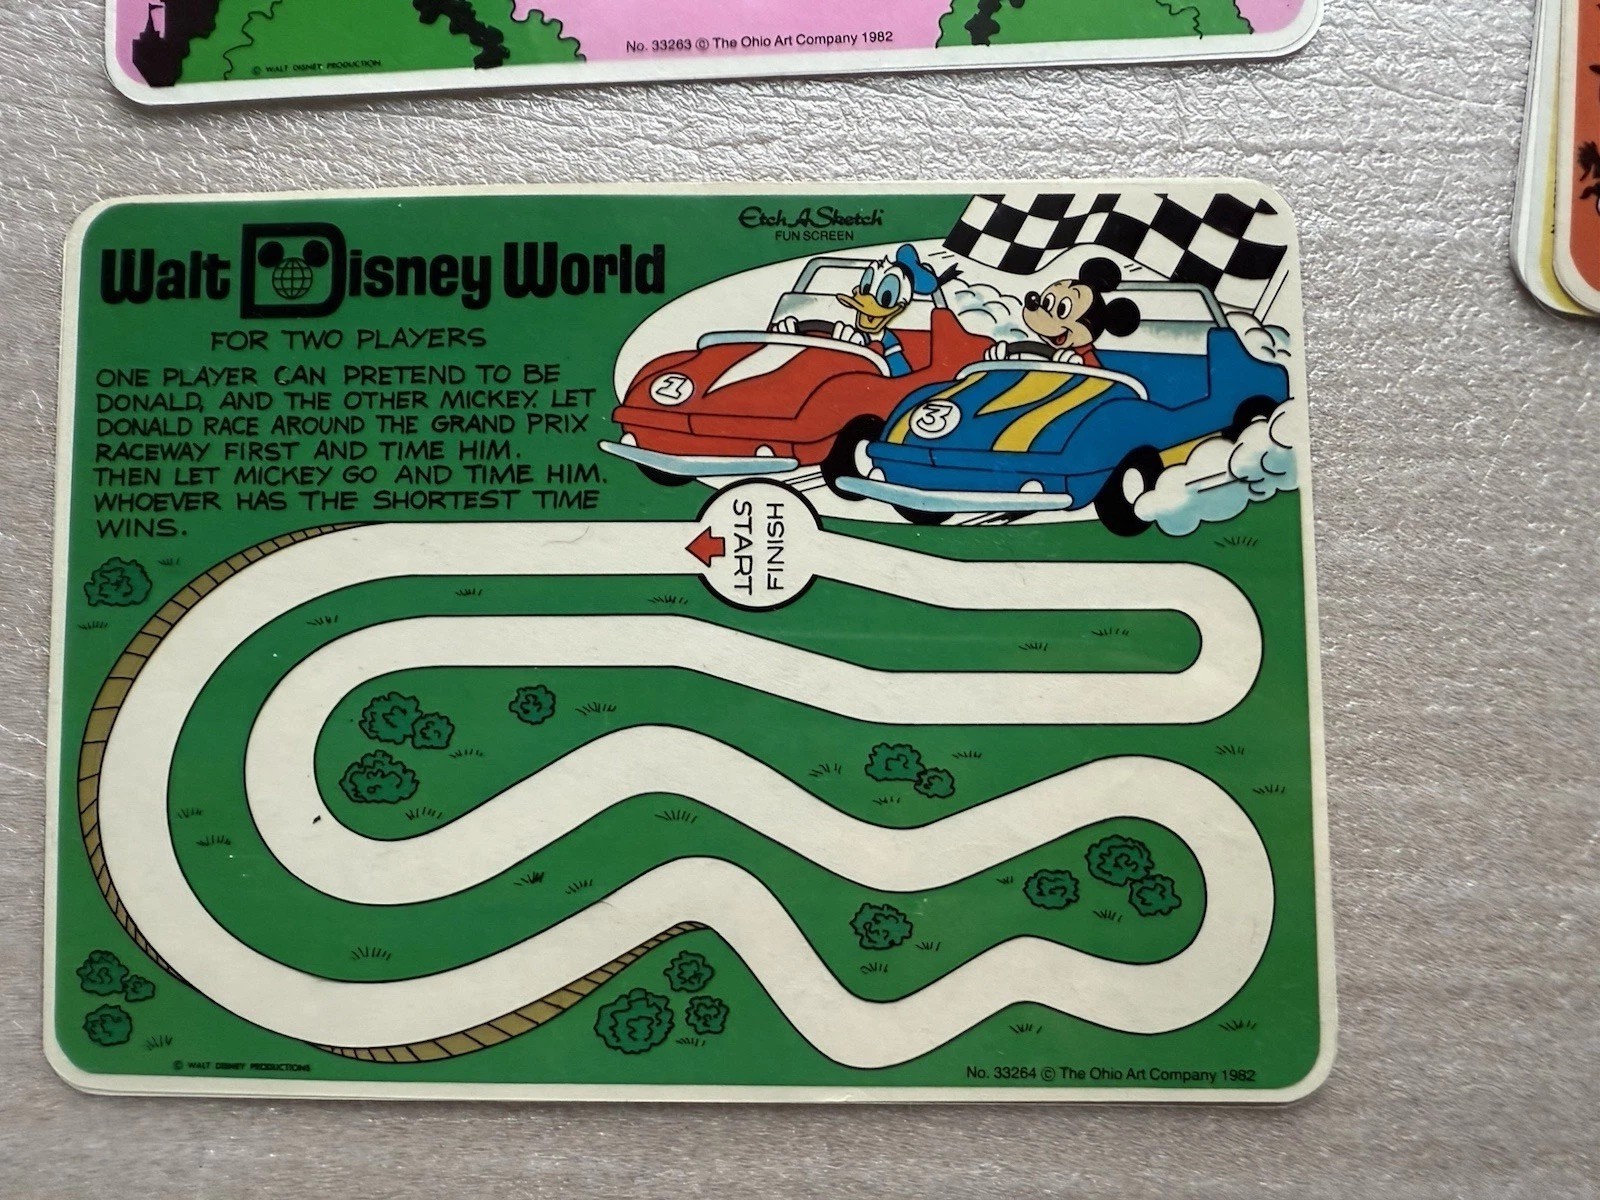 No. 33263 © The Ohio Art Company 1982
© WALT DISNEY PRODUCTION
Etch A Sketch
FUN SCREEN
Walt Disney World
FOR TWO PLAYERS
ONE PLAYER CAN PRETEND TO BE
DONALD, AND THE OTHER MICKEY. LET
DONALD RACE AROUND THE GRAND PRIX
RACEWAY FIRST AND TIME HIM.
THEN LET MICKEY GO AND TIME HIM.
WHOEVER HAS THE SHORTEST TIME
WINS.
1
3
START
FINISH
© WALT DISNEY PRODUCTIONS
No. 33264 © The Ohio Art Company 1982